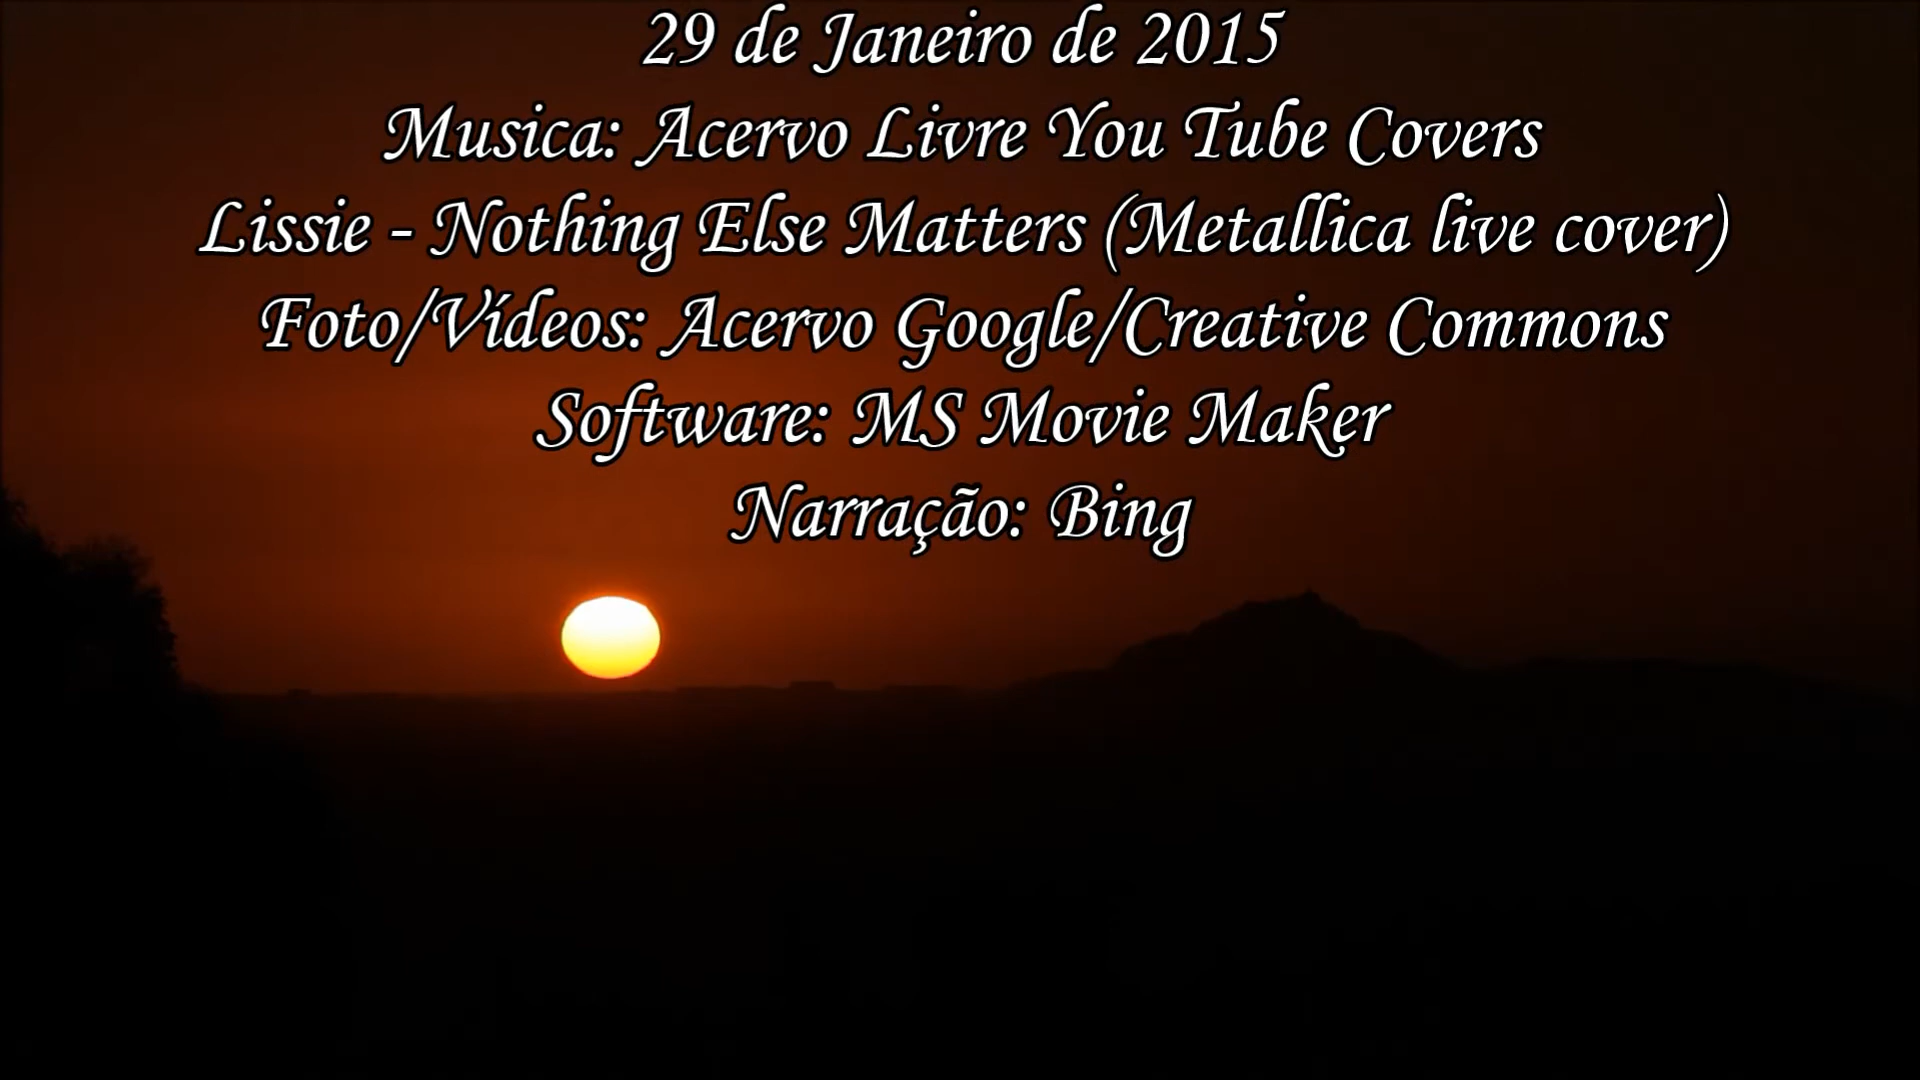 29 de Janeiro de 2015
Musica: Acervo Livre You Tube Covers
Lissie - Nothing Else Matters (Metallica live cover)
Foto/Vídeos: Acervo Google/Creative Commons
Software: MS Movie Maker
Narração: Bing